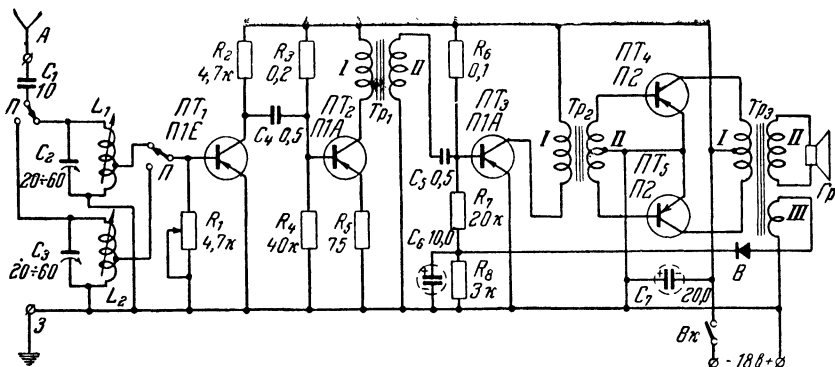 A
C₁
10
П
L₁
C₂
20÷60
П
C₃
20÷60
L₂
З
R₁
4,7к
ПТ₁
П1Е
R₂
4,7к
R₃
0,2
C₄ 0,5
ПТ₂
П1А
R₄
40к
R₅
75
I
II
Тр₁
R₆
0,1
ПТ₃
П1А
C₅ 0,5
R₇
20к
C₆ 10,0
+
R₈
3к
I
Тр₂
II
ПТ₄
П2
ПТ₅
П2
Тр₃
I
II
III
Гр
В
+
C₇ 20,0
Вк
- 18в +